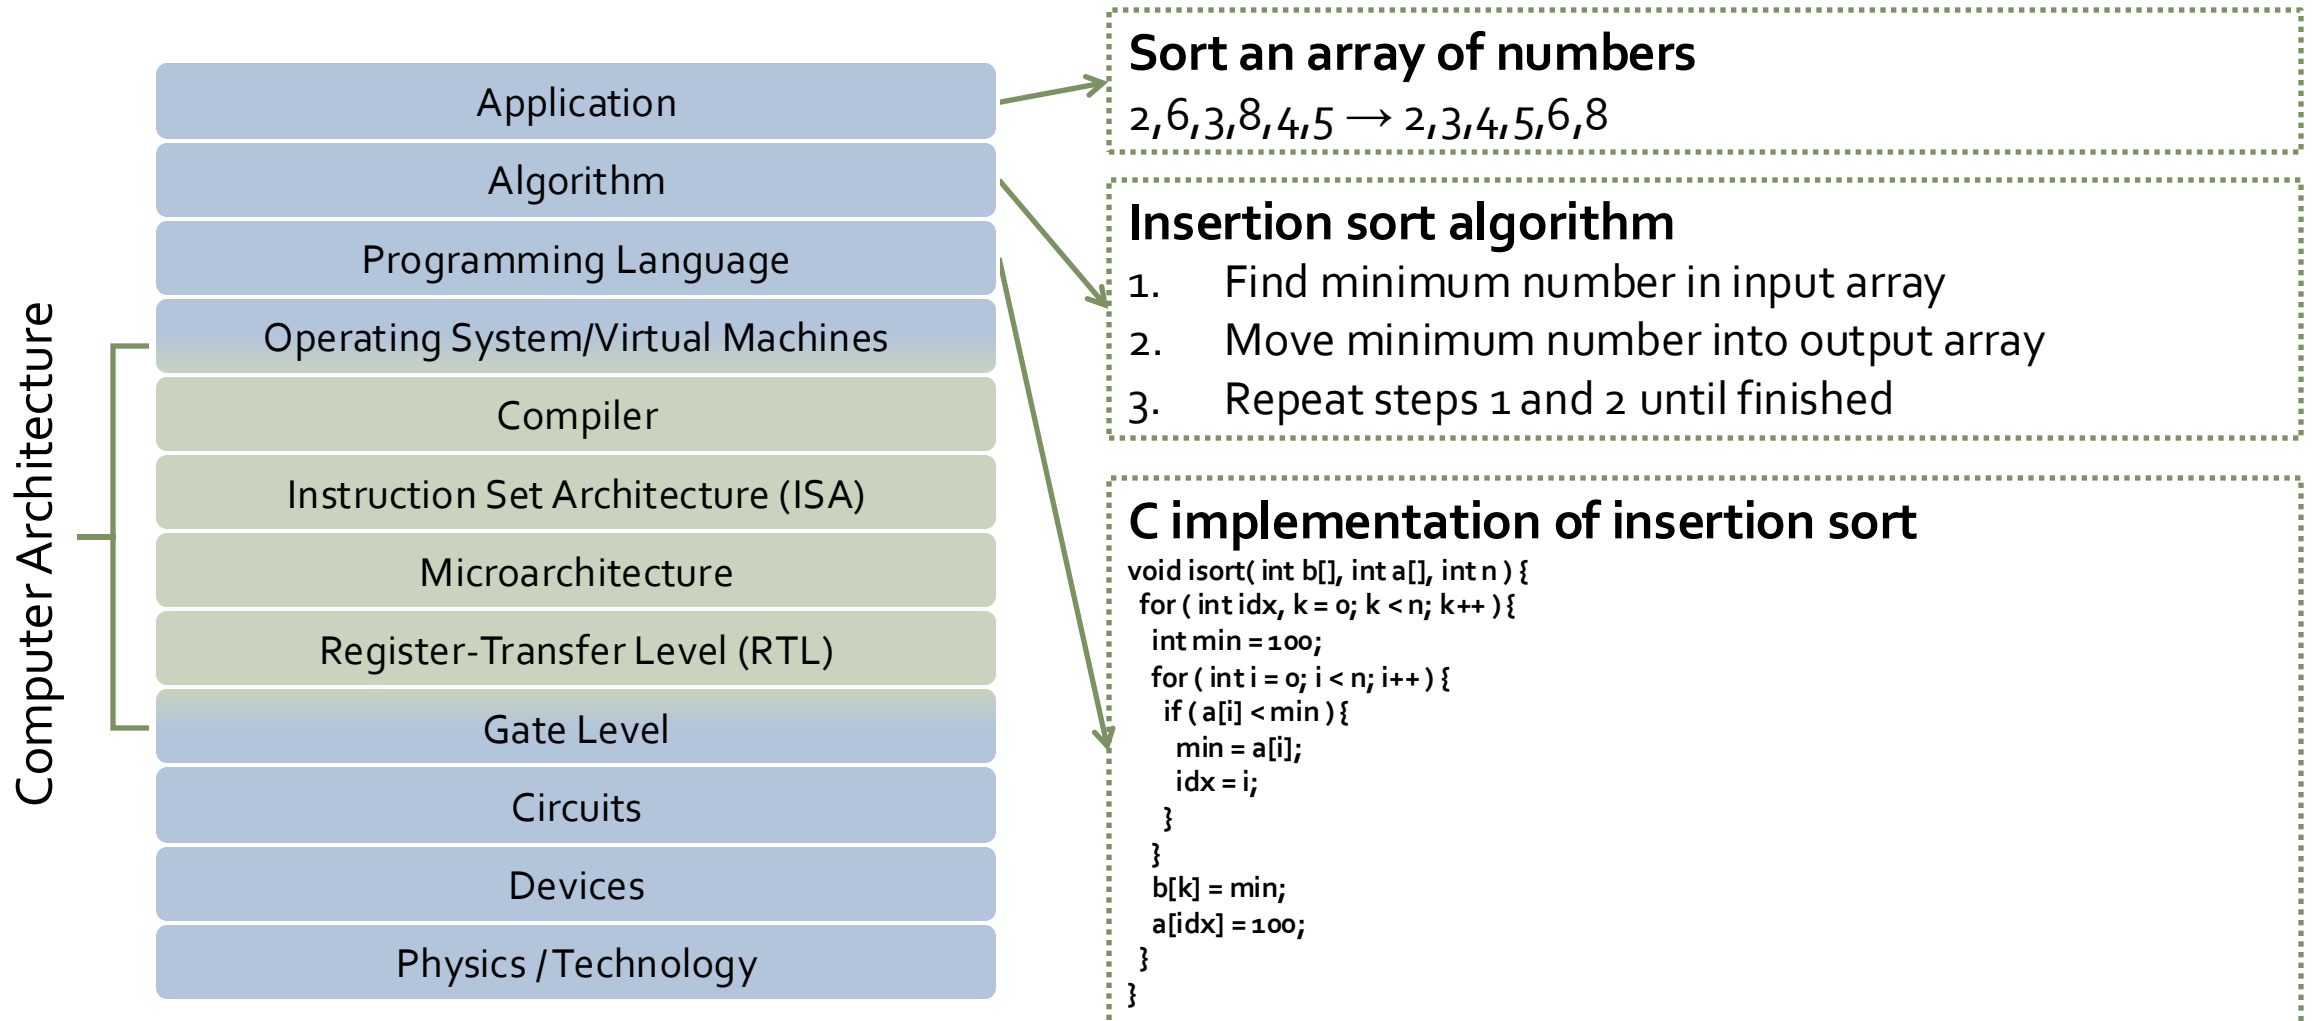 Computer Architecture
Application
Algorithm
Programming Language
Operating System/Virtual Machines
Compiler
Instruction Set Architecture (ISA)
Microarchitecture
Register-Transfer Level (RTL)
Gate Level
Circuits
Devices
Physics / Technology
Sort an array of numbers
2,6,3,8,4,5 → 2,3,4,5,6,8
Insertion sort algorithm
1. Find minimum number in input array
2. Move minimum number into output array
3. Repeat steps 1 and 2 until finished
C implementation of insertion sort
void isort( int b[], int a[], int n ) {
for ( int idx, k = 0; k < n; k++ ) {
int min = 100;
for ( int i = 0; i < n; i++ ) {
if ( a[i] < min ) {
min = a[i];
idx = i;
}
}
b[k] = min;
a[idx] = 100;
}
}